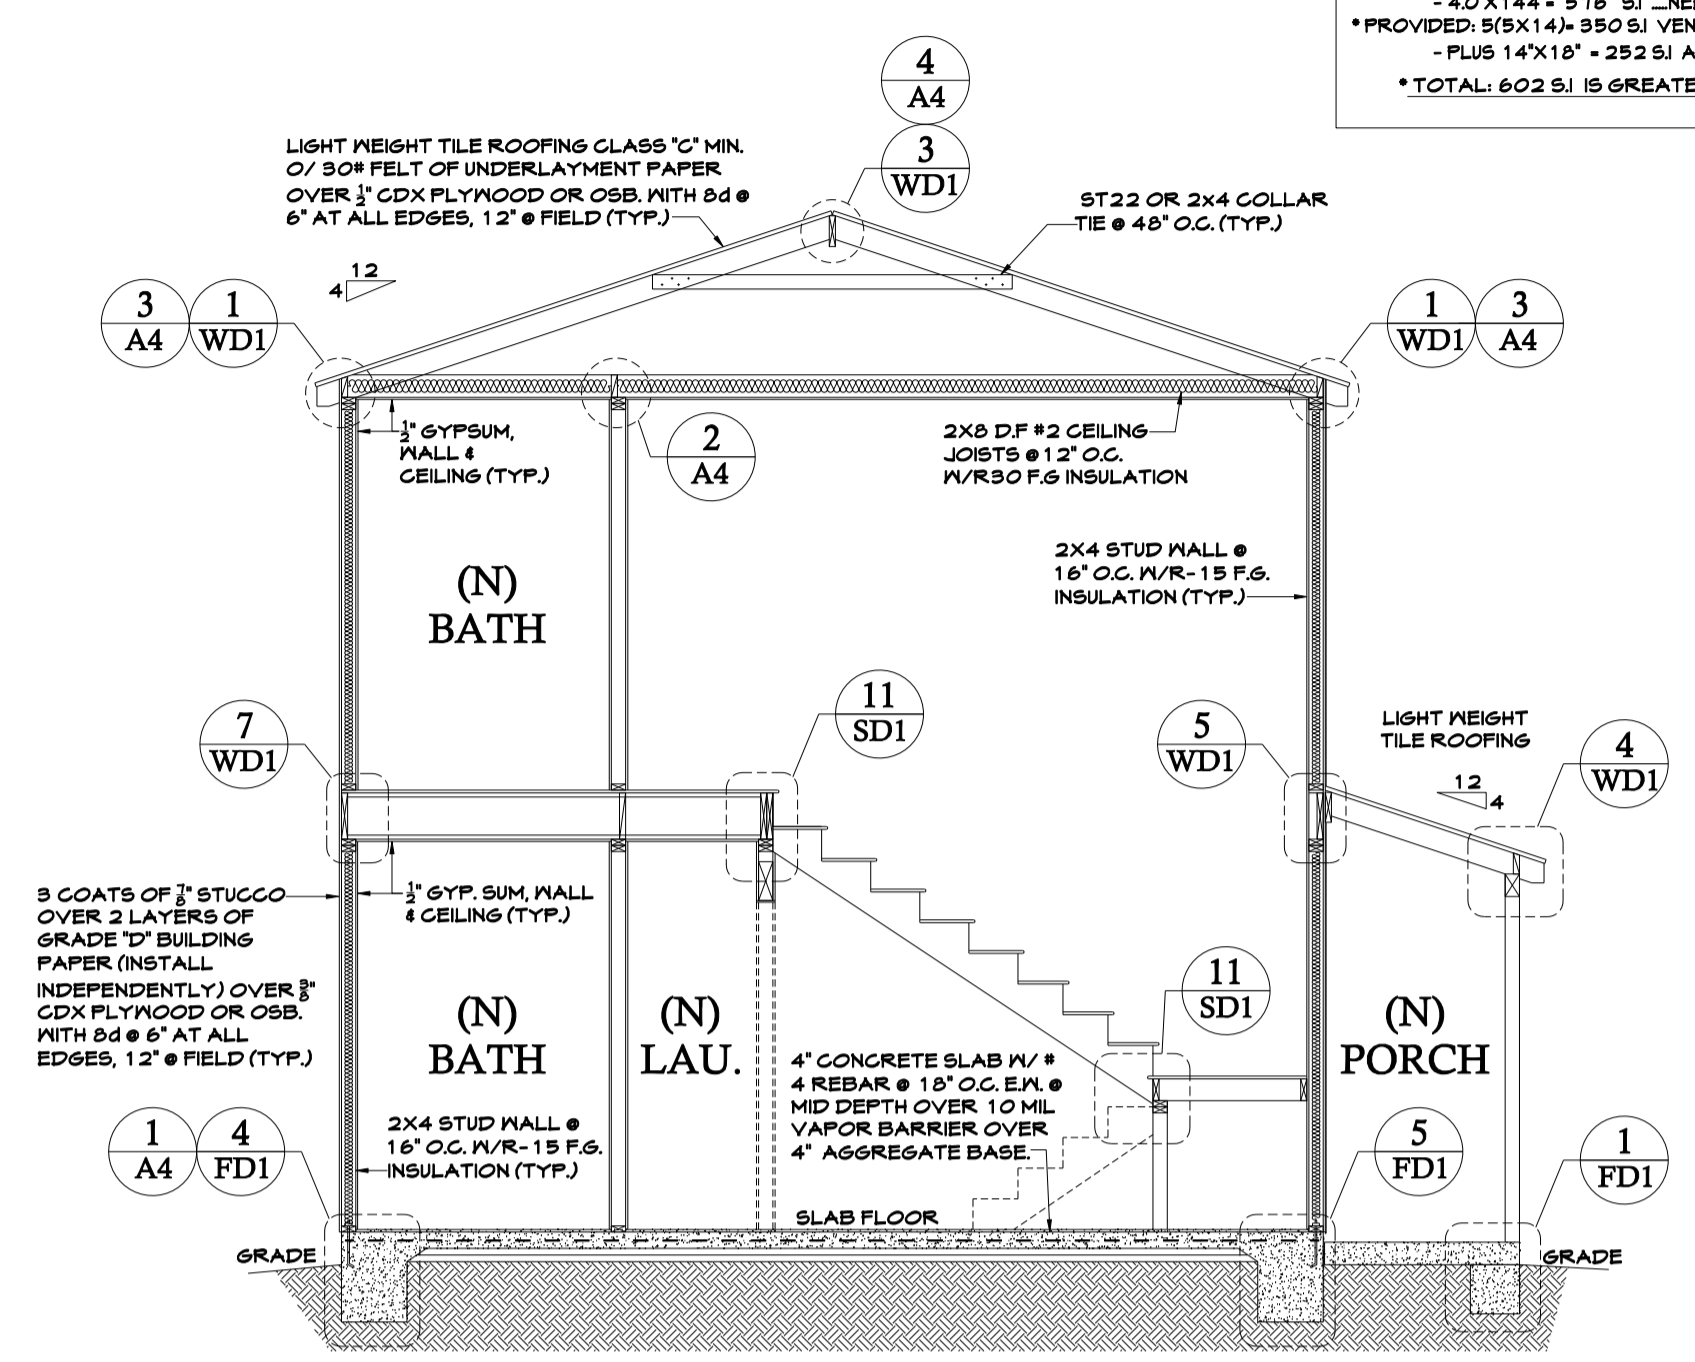 - 4.0 X 144 = 576 S.I
* PROVIDED: 5(5X14)= 350 S.I VEN
- PLUS 14"X18" = 252 S.I A
* TOTAL: 602 S.I IS GREATE
4
A4
3
WD1
LIGHT WEIGHT TILE ROOFING CLASS "C" MIN.
O/ 30# FELT OF UNDERLAYMENT PAPER
OVER ½" CDX PLYWOOD OR OSB. WITH 8d @
6" AT ALL EDGES, 12" @ FIELD (TYP.)
ST22 OR 2x4 COLLAR
TIE @ 48" O.C. (TYP.)
12
4
3
A4
1
WD1
1
WD1
3
A4
½" GYPSUM,
WALL &
CEILING (TYP.)
2
A4
2X8 D.F #2 CEILING
JOISTS @ 12" O.C.
W/R30 F.G INSULATION
2X4 STUD WALL @
16" O.C. W/R-15 F.G.
INSULATION (TYP.)
(N)
BATH
7
WD1
11
SD1
5
WD1
LIGHT WEIGHT
TILE ROOFING
12
4
4
WD1
3 COATS OF ⅞" STUCCO
OVER 2 LAYERS OF
GRADE "D" BUILDING
PAPER (INSTALL
INDEPENDENTLY) OVER ⅜"
CDX PLYWOOD OR OSB.
WITH 8d @ 6" AT ALL
EDGES, 12" @ FIELD (TYP.)
½" GYP. SUM, WALL
& CEILING (TYP.)
(N)
BATH
(N)
LAU.
11
SD1
(N)
PORCH
4" CONCRETE SLAB W/ #
4 REBAR @ 18" O.C. E.W. @
MID DEPTH OVER 10 MIL
VAPOR BARRIER OVER
4" AGGREGATE BASE.
2X4 STUD WALL @
16" O.C. W/R-15 F.G.
INSULATION (TYP.)
1
A4
4
FD1
5
FD1
1
FD1
SLAB FLOOR
GRADE
GRADE